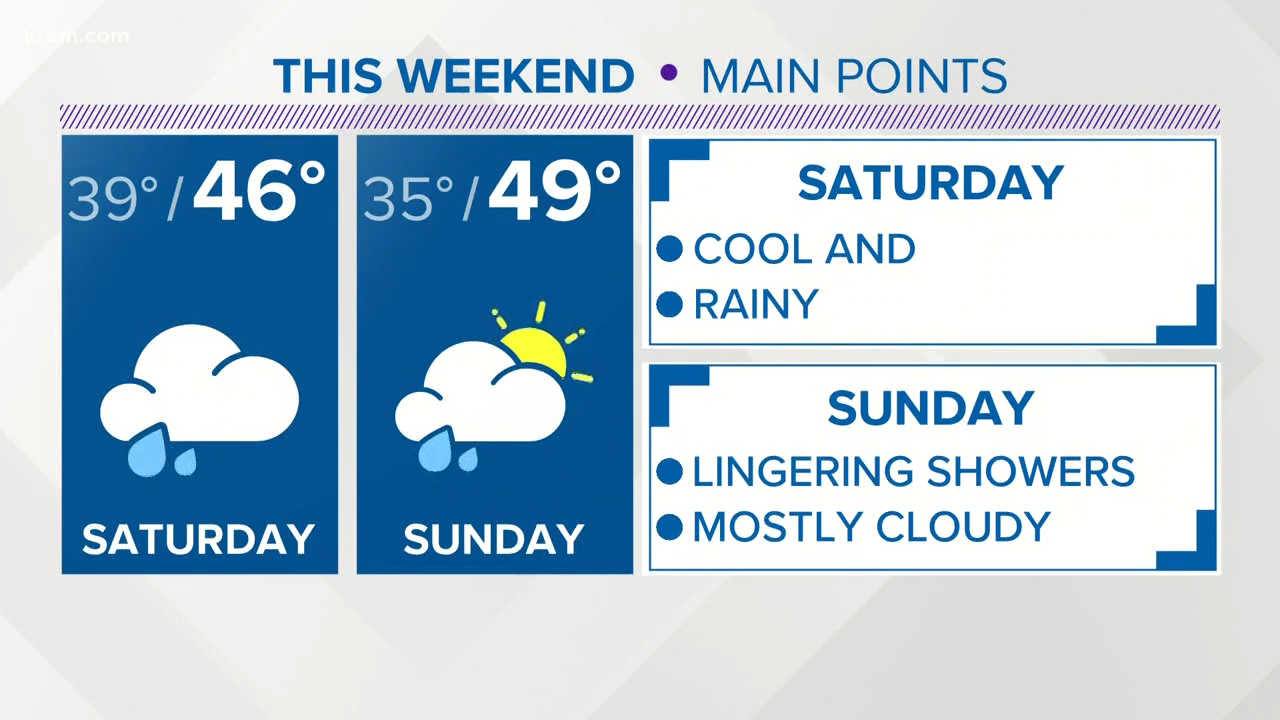 krem.com
THIS WEEKEND • MAIN POINTS
39°/46°
SATURDAY
35°/49°
SUNDAY
SATURDAY
● COOL AND
● RAINY
SUNDAY
● LINGERING SHOWERS
● MOSTLY CLOUDY